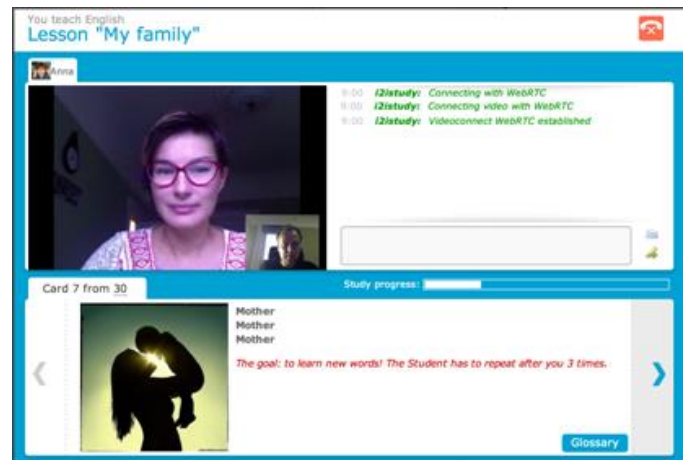 You teach English
Lesson "My family"
Anna
9:00 i2istudy: Connecting with WebRTC
9:00 i2istudy: Connecting video with WebRTC
9:00 i2istudy: Videoconnect WebRTC established
Card 7 from 30
Study progress:
Mother
Mother
Mother
The goal: to learn new words! The Student has to repeat after you 3 times.
Glossary